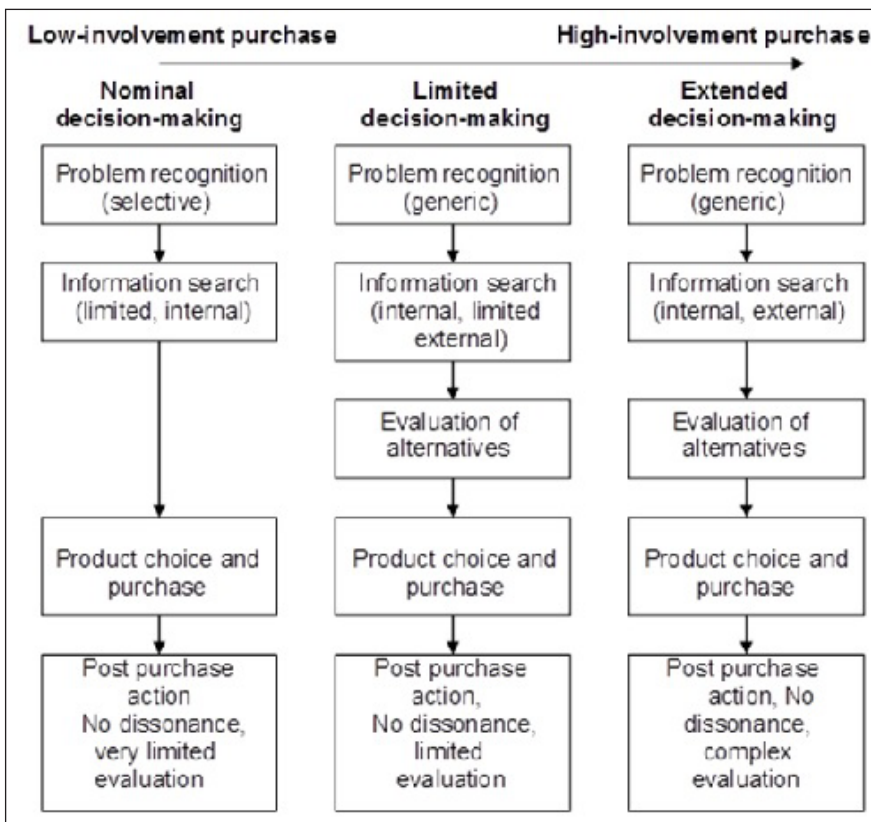 Low-involvement purchase
High-involvement purchase
Nominal
decision-making
Limited
decision-making
Extended
decision-making
Problem recognition
(selective)
Problem recognition
(generic)
Problem recognition
(generic)
Information search
(limited, internal)
Information search
(internal, limited
external)
Information search
(internal, external)
Evaluation of
alternatives
Evaluation of
alternatives
Product choice and
purchase
Product choice and
purchase
Product choice and
purchase
Post purchase
action
No dissonance,
very limited
evaluation
Post purchase
action,
No dissonance,
limited
evaluation
Post purchase
action, No
dissonance,
complex
evaluation